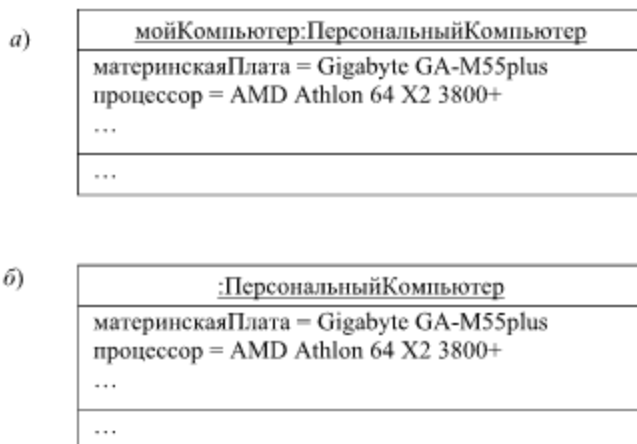 а)
мойКомпьютер:ПерсональныйКомпьютер
материнскаяПлата = Gigabyte GA-M55plus
процессор = AMD Athlon 64 X2 3800+
…
…
б)
:ПерсональныйКомпьютер
материнскаяПлата = Gigabyte GA-M55plus
процессор = AMD Athlon 64 X2 3800+
…
…